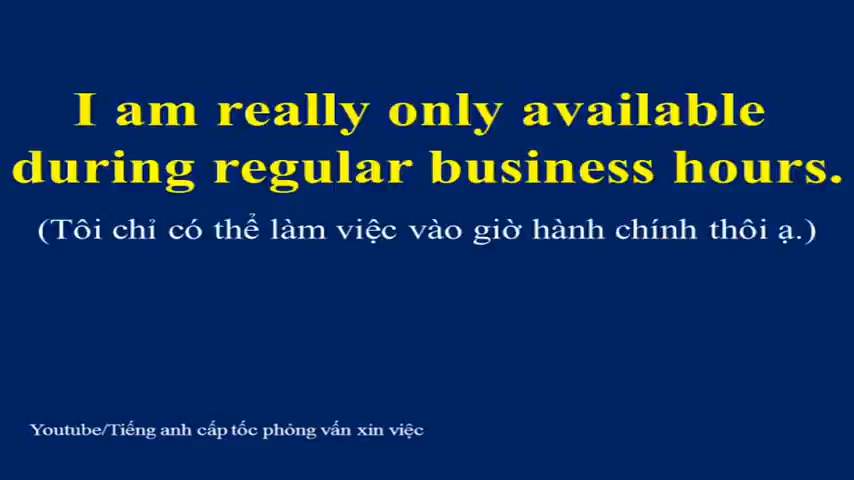 I am really only available
during regular business hours.
(Tôi chỉ có thể làm việc vào giờ hành chính thôi ạ.)
Youtube/Tiếng anh cấp tốc phỏng vấn xin việc